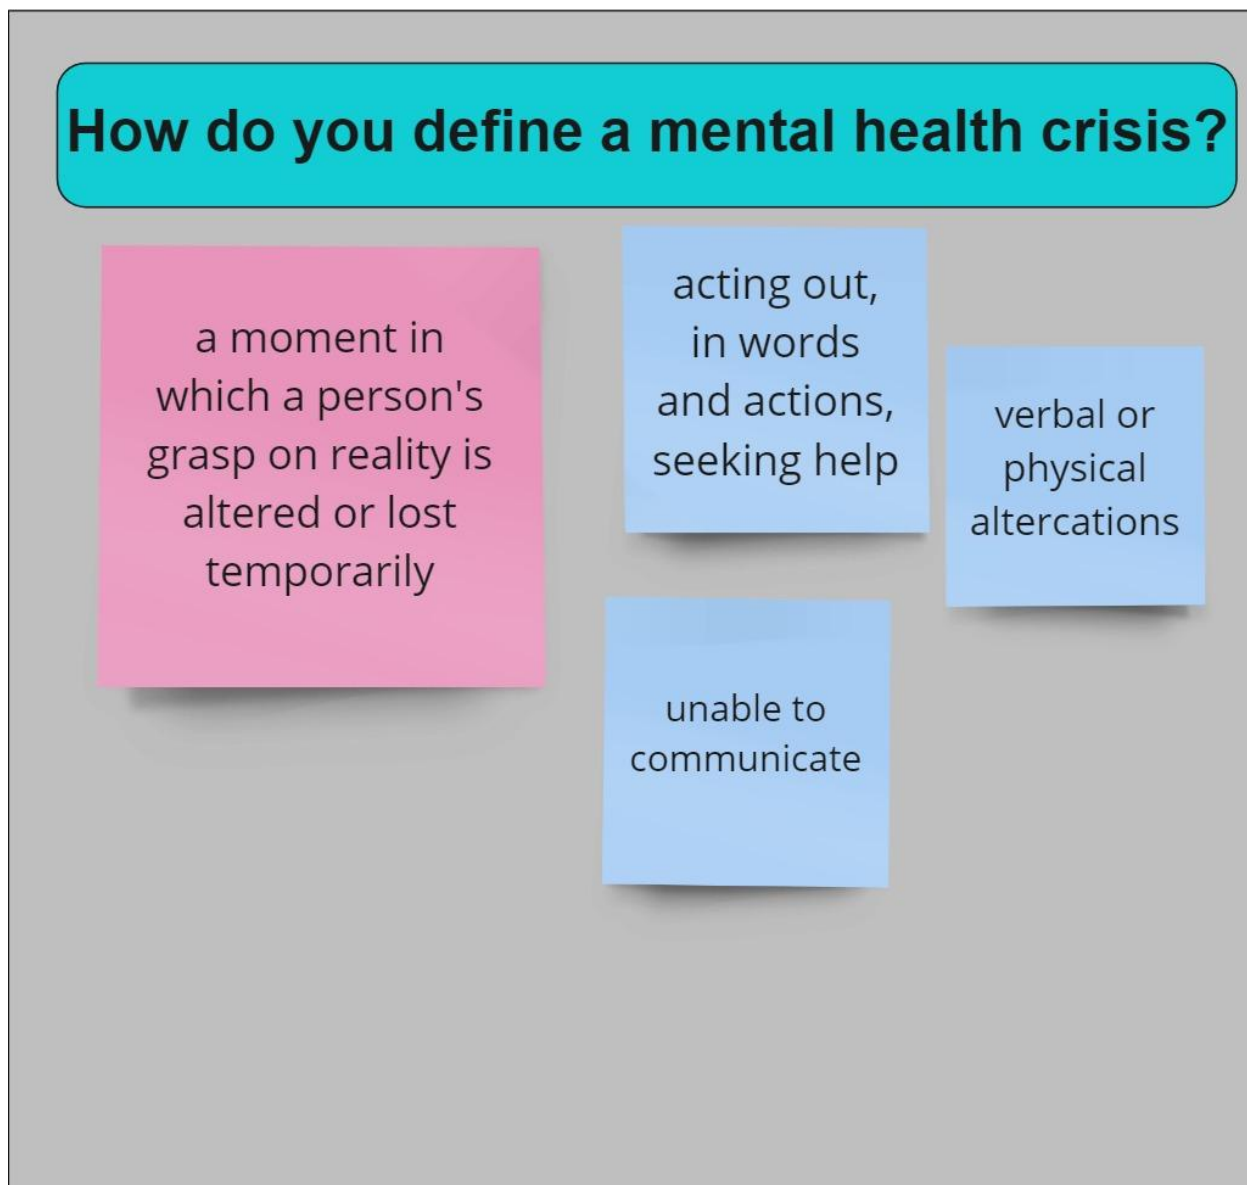 How do you define a mental health crisis?
a moment in
which a person's
grasp on reality is
altered or lost
temporarily
acting out,
in words
and actions,
seeking help
verbal or
physical
altercations
unable to
communicate